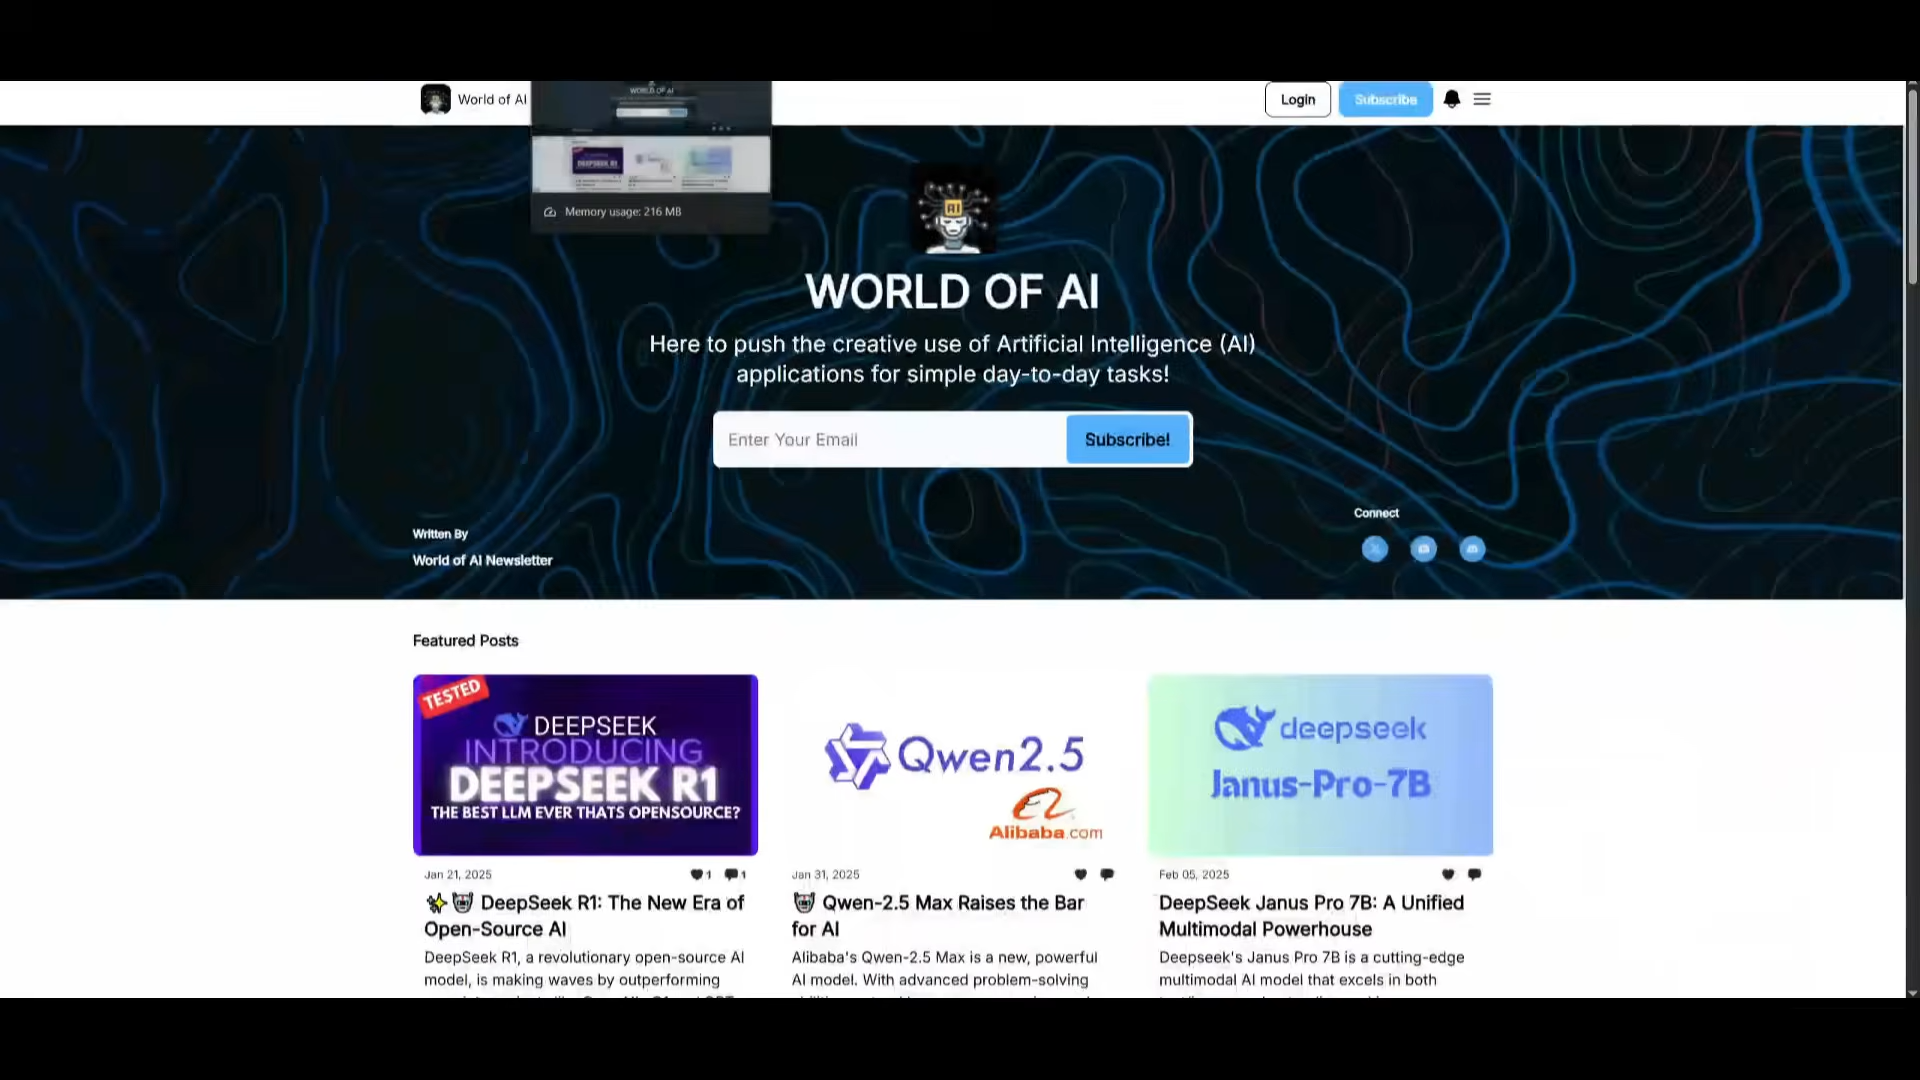 World of AI
WORLD OF AI
Login
Subscribe
DEEPSEEK R1
Memory usage: 216 MB
AI
WORLD OF AI
Here to push the creative use of Artificial Intelligence (AI)
applications for simple day-to-day tasks!
Enter Your Email
Subscribe!
Connect
Written By
World of AI Newsletter
Featured Posts
TESTED
DEEPSEEK
INTRODUCING
DEEPSEEK R1
THE BEST LLM EVER THATS OPENSOURCE?
Qwen2.5
Alibaba.com
deepseek
Janus-Pro-7B
Jan 21, 2025
1
1
✨🤖 DeepSeek R1: The New Era of
Open-Source AI
DeepSeek R1, a revolutionary open-source AI
model, is making waves by outperforming
Jan 31, 2025
🤖 Qwen-2.5 Max Raises the Bar
for AI
Alibaba's Qwen-2.5 Max is a new, powerful
AI model. With advanced problem-solving
Feb 05, 2025
DeepSeek Janus Pro 7B: A Unified
Multimodal Powerhouse
Deepseek's Janus Pro 7B is a cutting-edge
multimodal AI model that excels in both